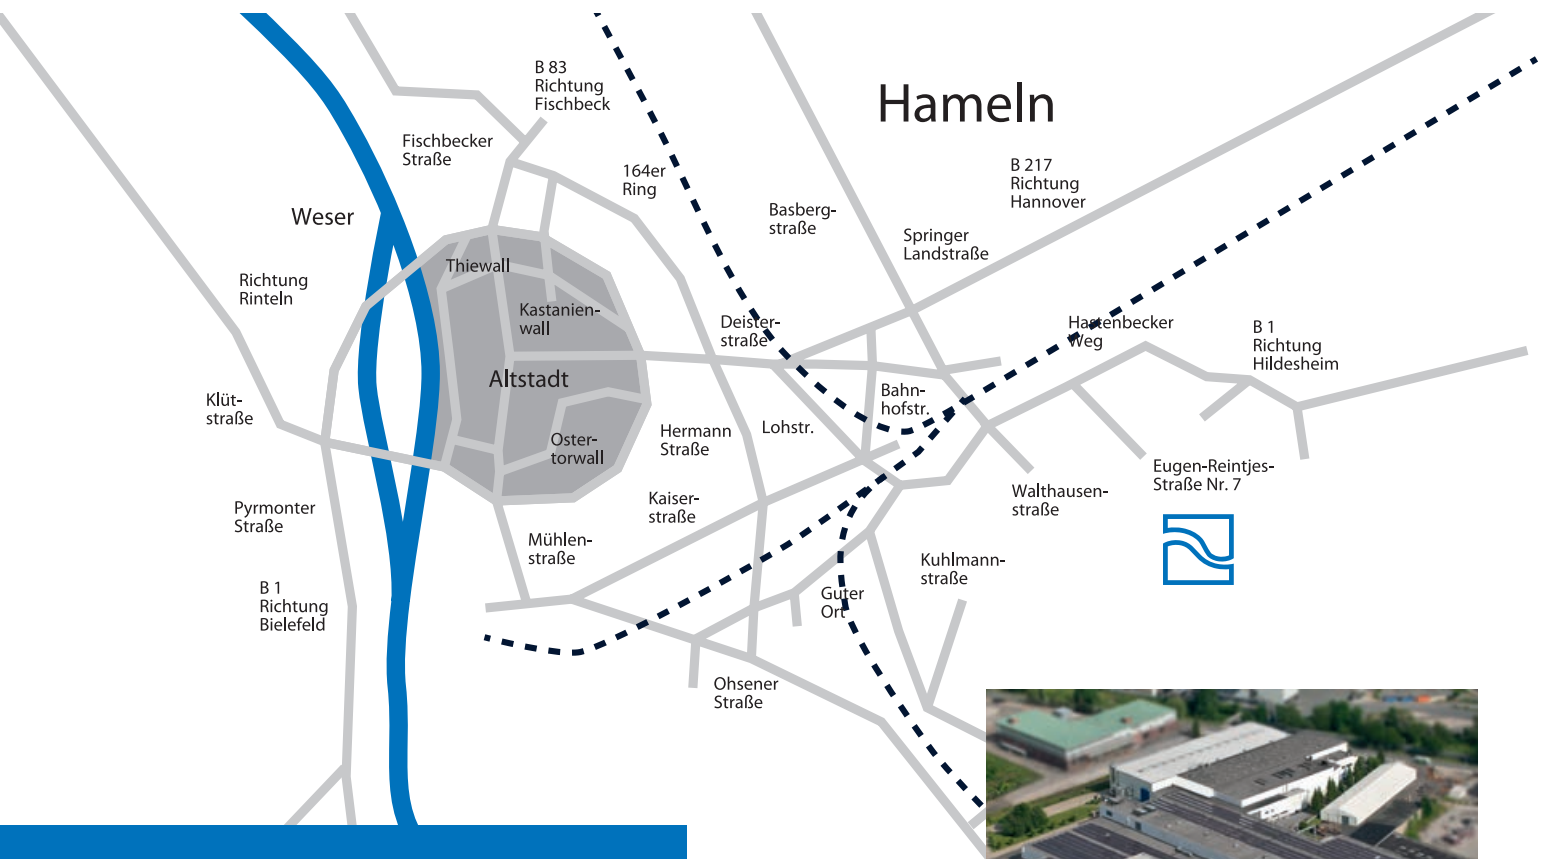 B 83
Richtung
Fischbeck
Hameln
Fischbecker
Straße
164er
Ring
B 217
Richtung
Hannover
Weser
Basberg-
straße
Springer
Landstraße
Thiewall
Richtung
Rinteln
Kastanien-
wall
Deister-
straße
Hastenbecker
Weg
B 1
Richtung
Hildesheim
Altstadt
Klüt-
straße
Bahn-
hofstr.
Lohstr.
Hermann
Straße
Oster-
torwall
Eugen-Reintjes-
Straße Nr. 7
Kaiser-
straße
Walthausen-
straße
Pyrmonter
Straße
Mühlen-
straße
Kuhlmann-
straße
B 1
Richtung
Bielefeld
Guter
Ort
Ohsener
Straße